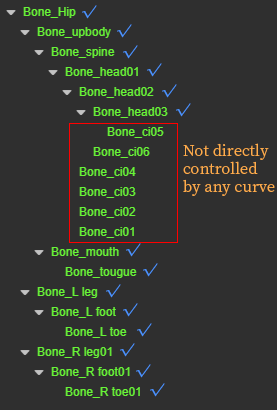 Bone_Hip
Bone_upbody
Bone_spine
Bone_head01
Bone_head02
Bone_head03
Bone_ci05
Bone_ci06
Bone_ci04
Bone_ci03
Bone_ci02
Bone_ci01
Not directly
controlled
by any curve
Bone_mouth
Bone_tougue
Bone_L leg
Bone_L foot
Bone_L toe
Bone_R leg01
Bone_R foot01
Bone_R toe01